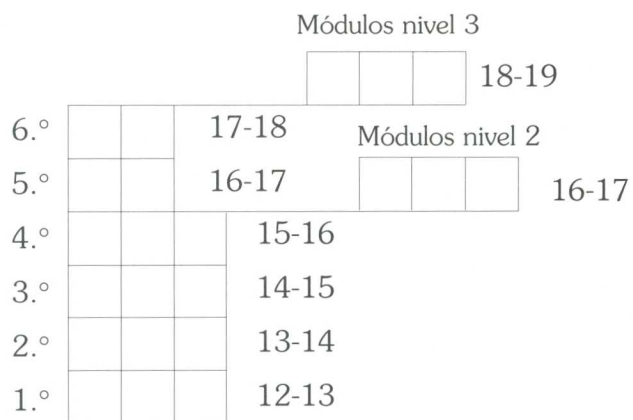 Módulos nivel 3
18-19
6.° 17-18
Módulos nivel 2
5.° 16-17 16-17
4.° 15-16
3.° 14-15
2.° 13-14
1.° 12-13